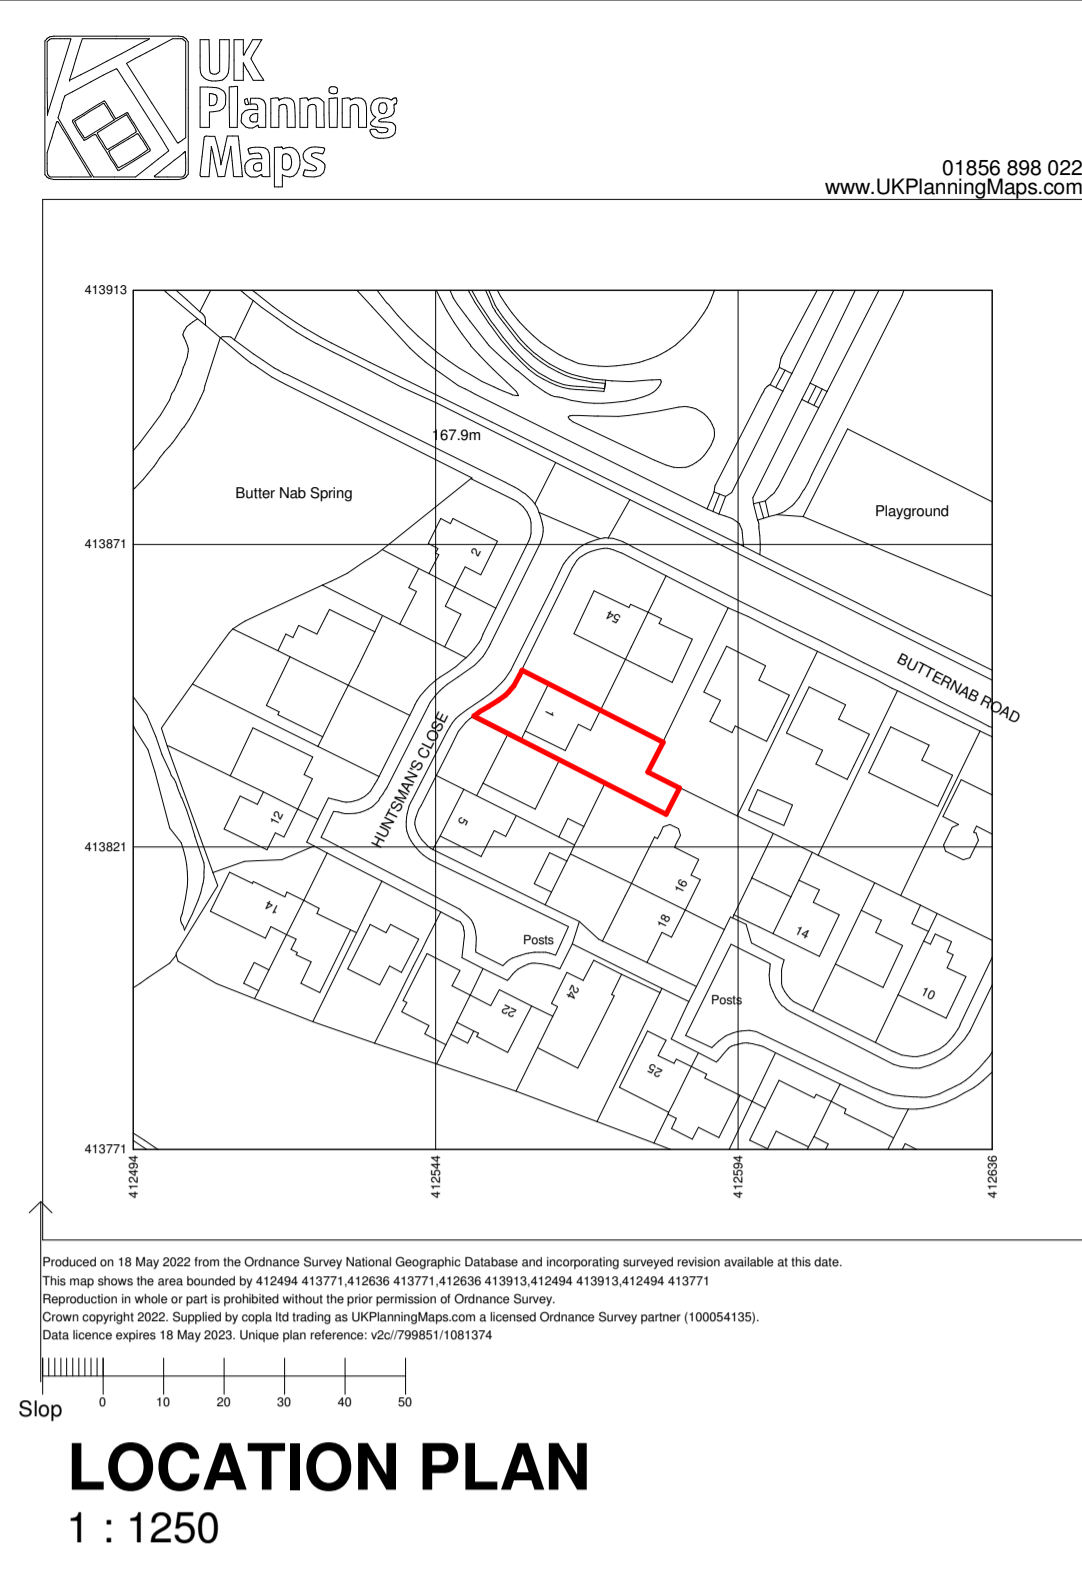 UK
Planning
Maps
01856 898 022
www.UKPlanningMaps.com
413913
167.9m
Butter Nab Spring
Playground
413871
2
54
BUTTERNAB ROAD
1
HUNTSMAN'S CLOSE
12
5
413821
16
14
18
14
Posts
24
10
Posts
22
25
413771
412494
412544
412594
412636
Produced on 18 May 2022 from the Ordnance Survey National Geographic Database and incorporating surveyed revision available at this date.
This map shows the area bounded by 412494 413771,412636 413771,412636 413913,412494 413913,412494 413771
Reproduction in whole or part is prohibited without the prior permission of Ordnance Survey.
Crown copyright 2022. Supplied by copla ltd trading as UKPlanningMaps.com a licensed Ordnance Survey partner (100054135).
Data licence expires 18 May 2023. Unique plan reference: v2c//799851/1081374
0 10 20 30 40 50
Slop
LOCATION PLAN
1 : 1250